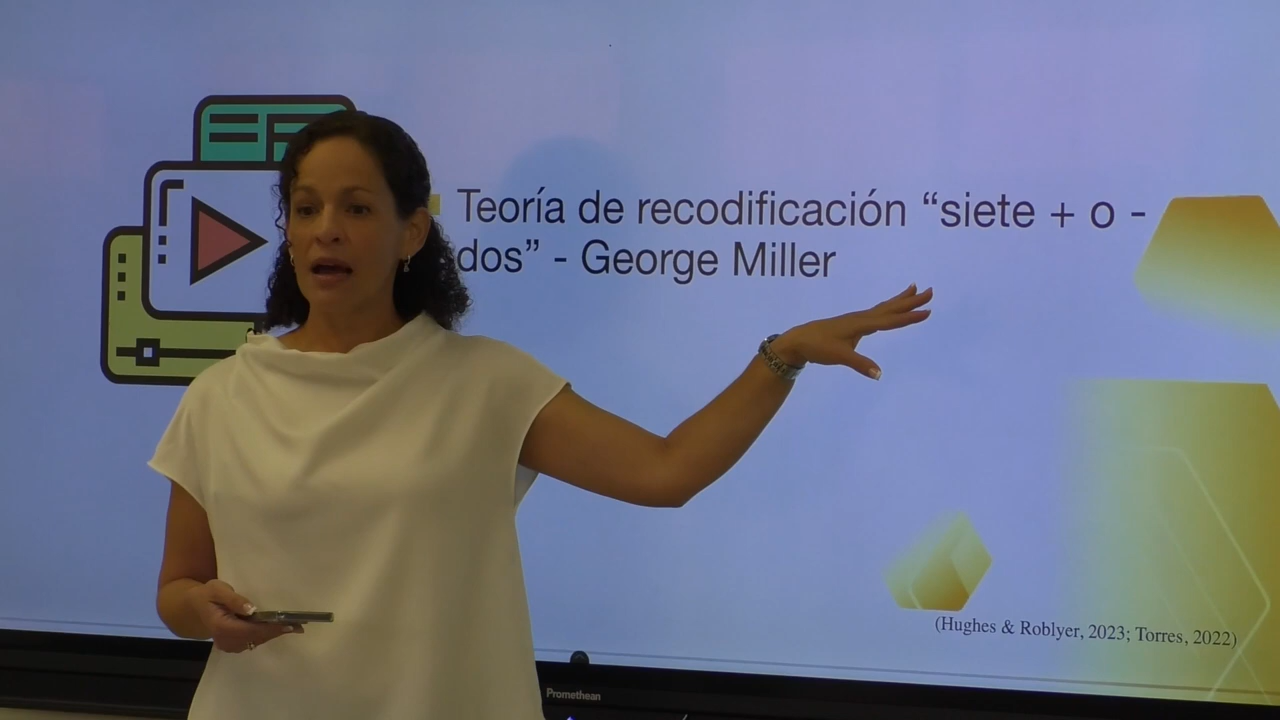 Teoría de recodificación “siete + o -
dos” - George Miller
(Hughes & Roblyer, 2023; Torres, 2022)
Promethean